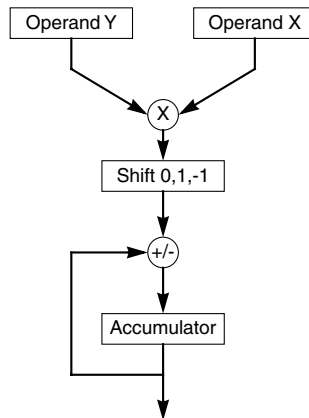 Operand Y
Operand X
X
Shift 0,1,-1
+/-
Accumulator